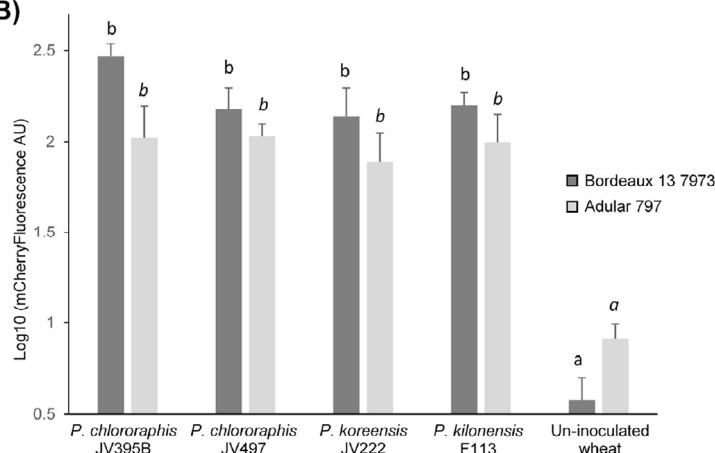 B)
2.5
2
1.5
1
0.5
Log10 (mCherryFluorescence AU)
b
b
b
b
b
b
b
b
a
a
Bordeaux 13 7973
Adular 797
P. chlororaphis
JV395B
P. chlororaphis
JV497
P. koreensis
JV222
P. kilonensis
F113
Un-inoculated
wheat